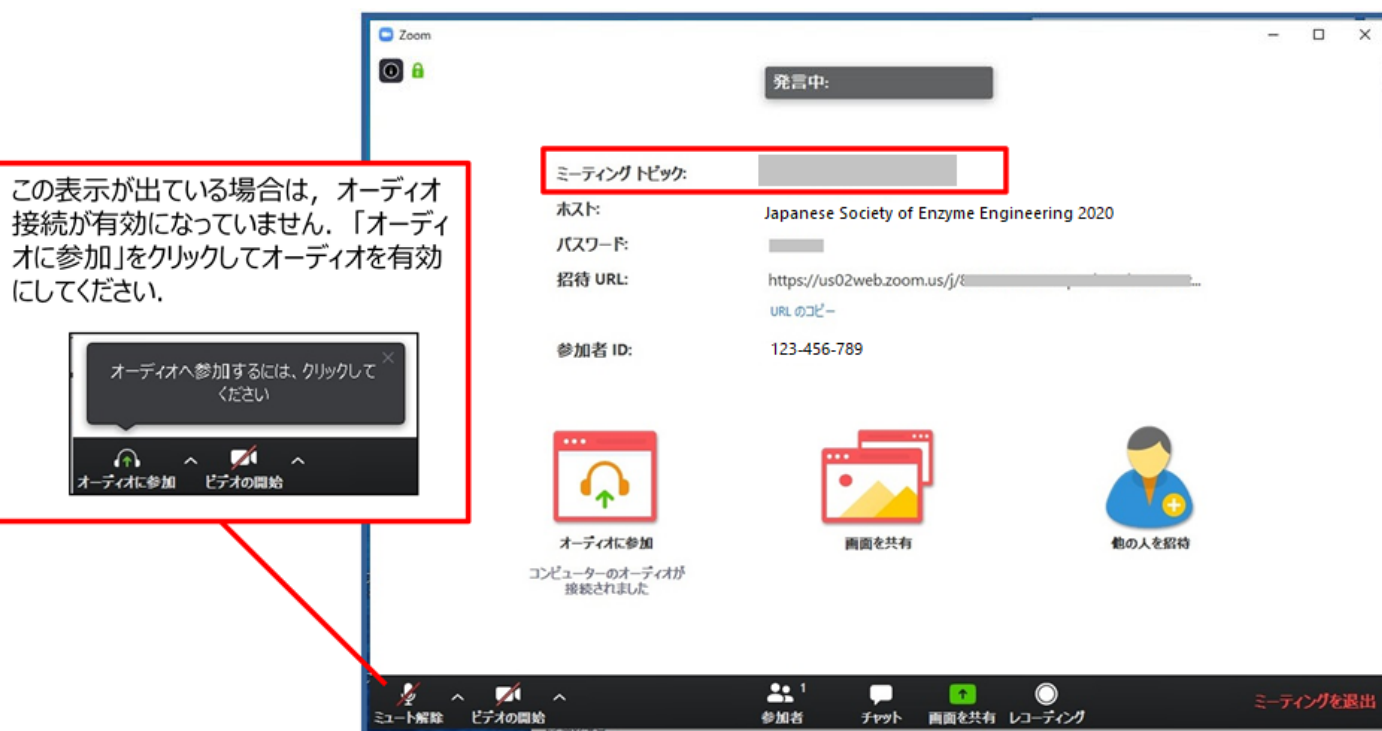 Zoom
発言中:
ミーティング トピック:
ホスト:
Japanese Society of Enzyme Engineering 2020
パスワード:
招待 URL:
https://us02web.zoom.us/j/8
...
URL のコピー
参加者 ID:
123-456-789
この表示が出ている場合は，オーディオ
接続が有効になっていません．「オーディ
オに参加」をクリックしてオーディオを有効
にしてください．
オーディオへ参加するには、クリックして
ください
オーディオに参加
ビデオの開始
オーディオに参加
コンピューターのオーディオが
接続されました
画面を共有
他の人を招待
ミュート解除
ビデオの開始
参加者
1
チャット
画面を共有
レコーディング
ミーティングを退出